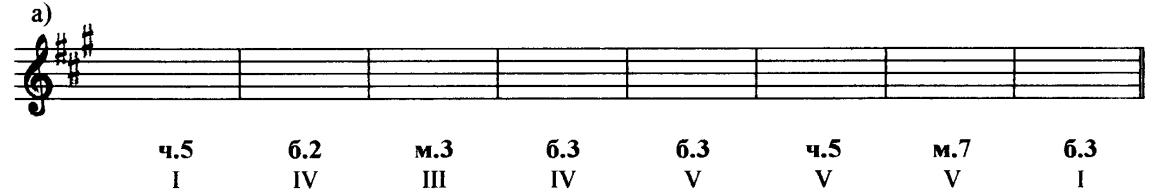 а)
ч.5 б.2 м.3 б.3 б.3 ч.5 м.7 б.3
I IV III IV V V V I